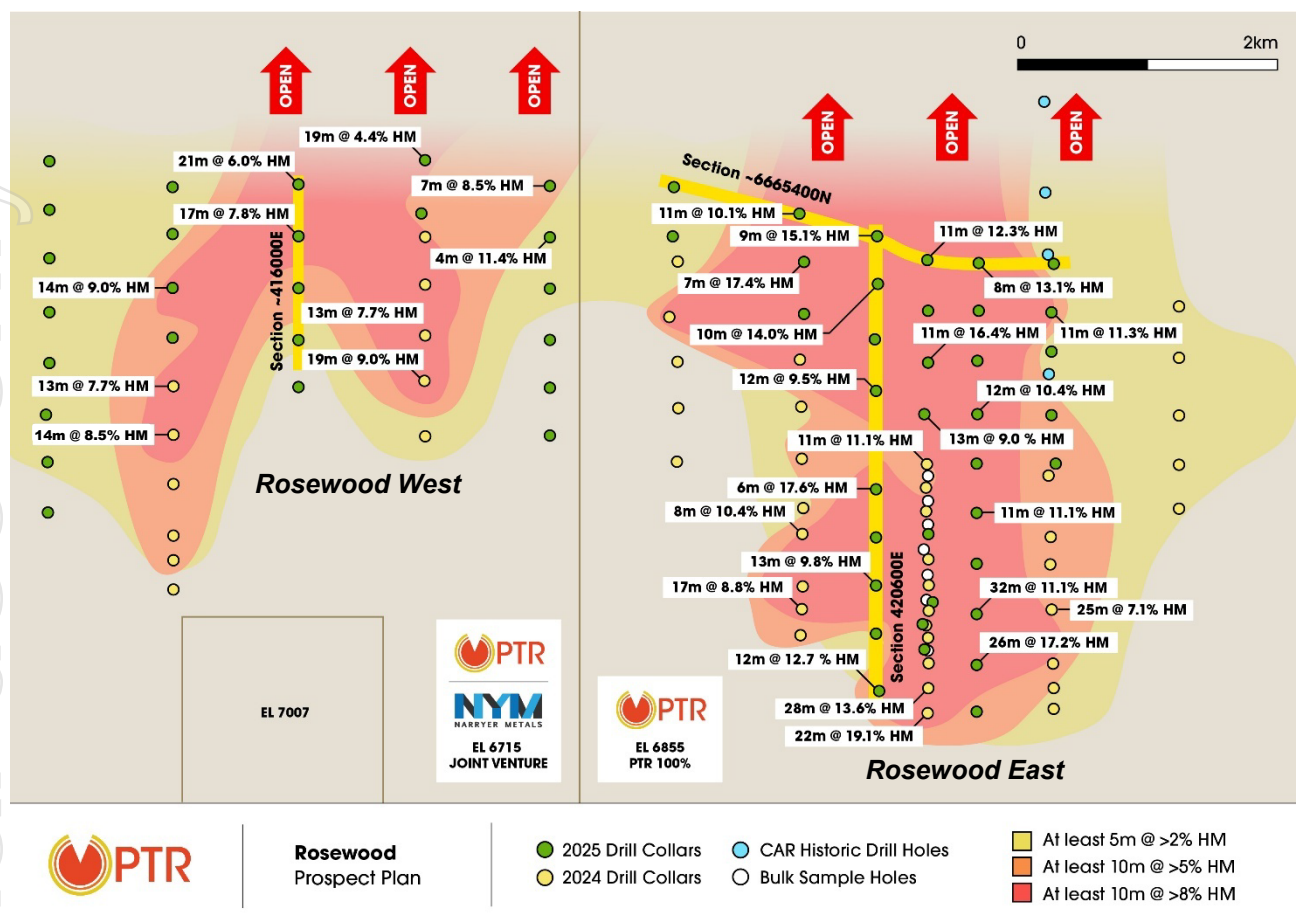 0 2km
OPEN
OPEN
OPEN
OPEN
OPEN
OPEN
19m @ 4.4% HM
21m @ 6.0% HM
7m @ 8.5% HM
17m @ 7.8% HM
4m @ 11.4% HM
14m @ 9.0% HM
Section ~416000E
13m @ 7.7% HM
19m @ 9.0% HM
13m @ 7.7% HM
14m @ 8.5% HM
Rosewood West
Section ~6665400N
11m @ 10.1% HM
9m @ 15.1% HM
11m @ 12.3% HM
7m @ 17.4% HM
8m @ 13.1% HM
10m @ 14.0% HM
11m @ 16.4% HM
11m @ 11.3% HM
12m @ 9.5% HM
12m @ 10.4% HM
11m @ 11.1% HM
13m @ 9.0 % HM
6m @ 17.6% HM
8m @ 10.4% HM
11m @ 11.1% HM
13m @ 9.8% HM
17m @ 8.8% HM
Section 420600E
32m @ 11.1% HM
25m @ 7.1% HM
12m @ 12.7 % HM
26m @ 17.2% HM
28m @ 13.6% HM
22m @ 19.1% HM
Rosewood East
EL 7007
PTR
NYM
NARRYER METALS
EL 6715
JOINT VENTURE
PTR
EL 6855
PTR 100%
PTR
Rosewood
Prospect Plan
2025 Drill Collars
2024 Drill Collars
CAR Historic Drill Holes
Bulk Sample Holes
At least 5m @ >2% HM
At least 10m @ >5% HM
At least 10m @ >8% HM